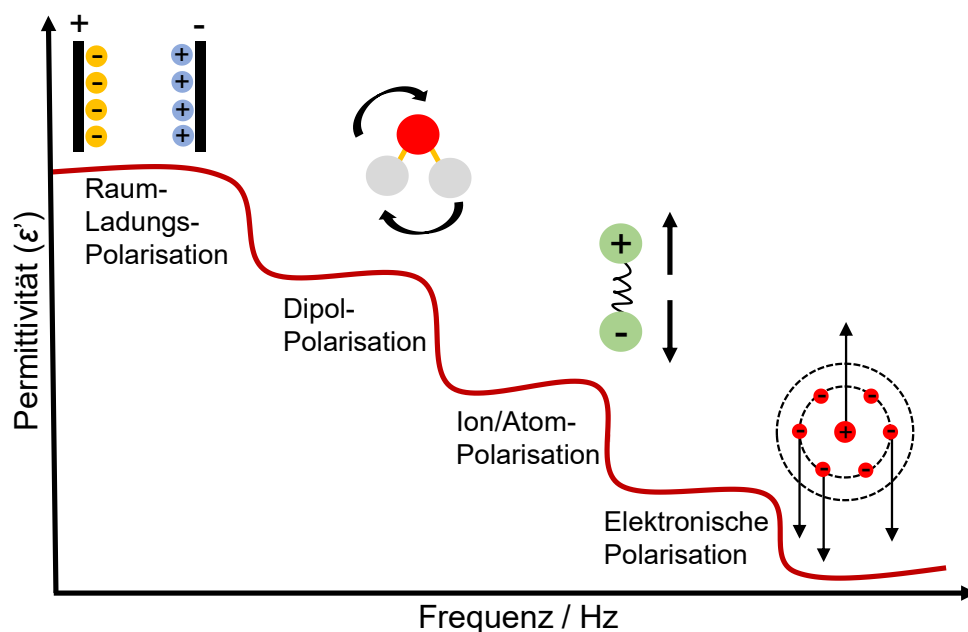 + -
- +
- +
- +
- +
Raum-
Ladungs-
Polarisation
Dipol-
Polarisation
+
-
Ion/Atom-
Polarisation
- -
- + -
- -
Elektronische
Polarisation
Permittivität (ε’)
Frequenz / Hz